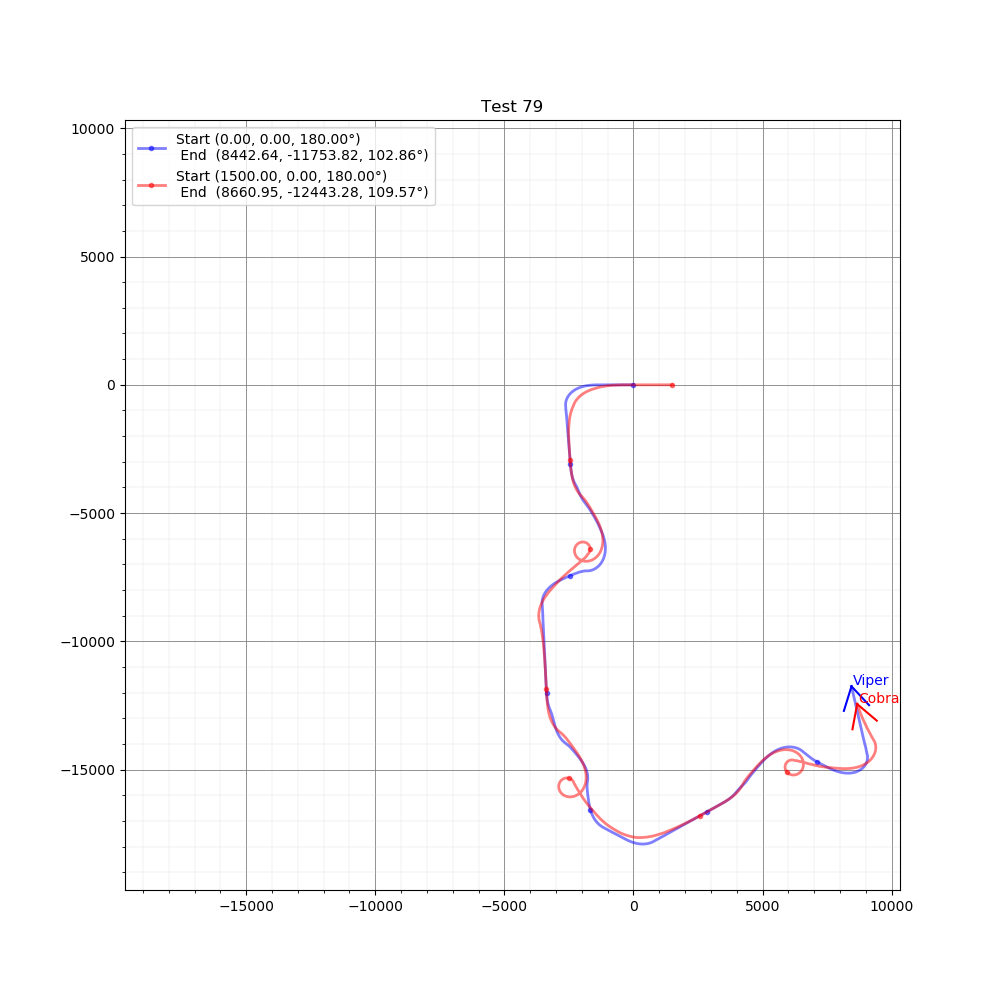 Test 79
Start (0.00, 0.00, 180.00°)
End (8442.64, -11753.82, 102.86°)
Start (1500.00, 0.00, 180.00°)
End (8660.95, -12443.28, 109.57°)
10000
5000
0
−5000
−10000
−15000
Viper
Cobra
−15000 −10000 −5000 0 5000 10000